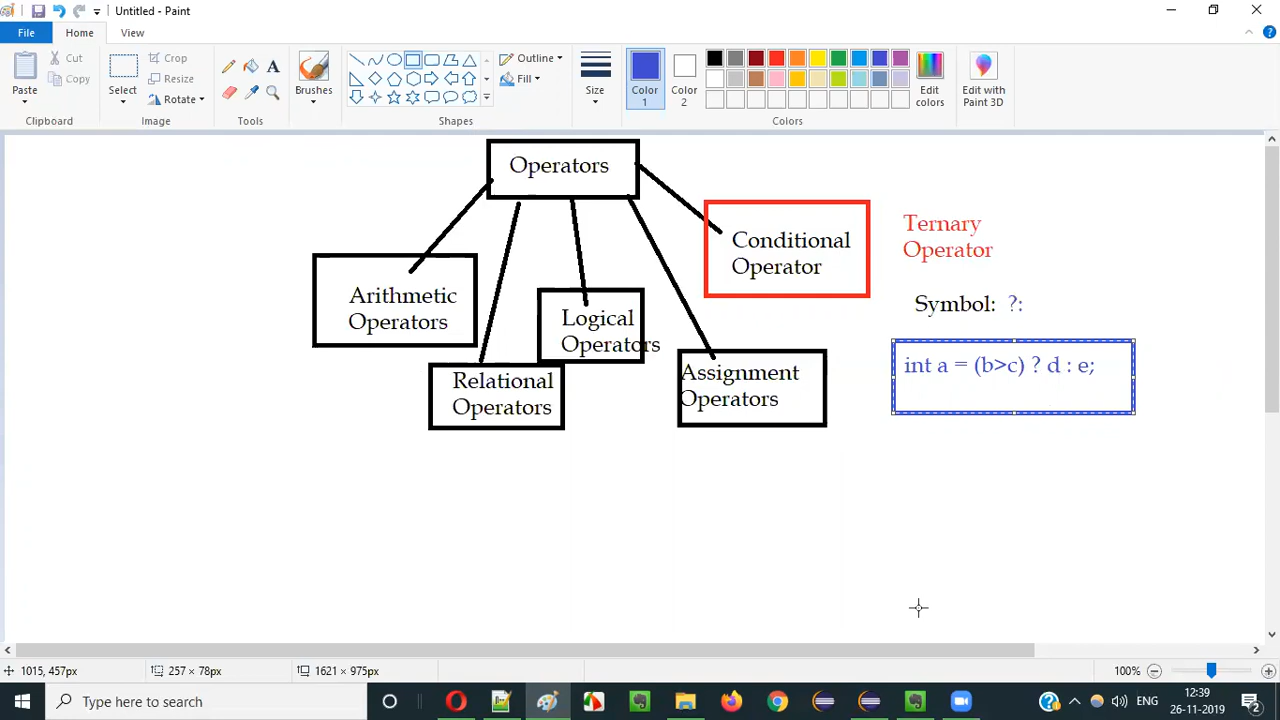 Untitled - Paint
File
Home
View
Paste
Cut
Copy
Clipboard
Select
Crop
Resize
Rotate
Image
A
Tools
Brushes
Outline
Fill
Shapes
Size
Color
1
Color
2
Edit
colors
Edit with
Paint 3D
Colors
Operators
Conditional
Operator
Ternary
Operator
Arithmetic
Operators
Logical
Operators
Symbol: ?:
int a = (b>c) ? d : e;
Relational
Operators
Assignment
Operators
1015, 457px
257 × 78px
1621 × 975px
100%
Type here to search
ENG
12:39
26-11-2019
2